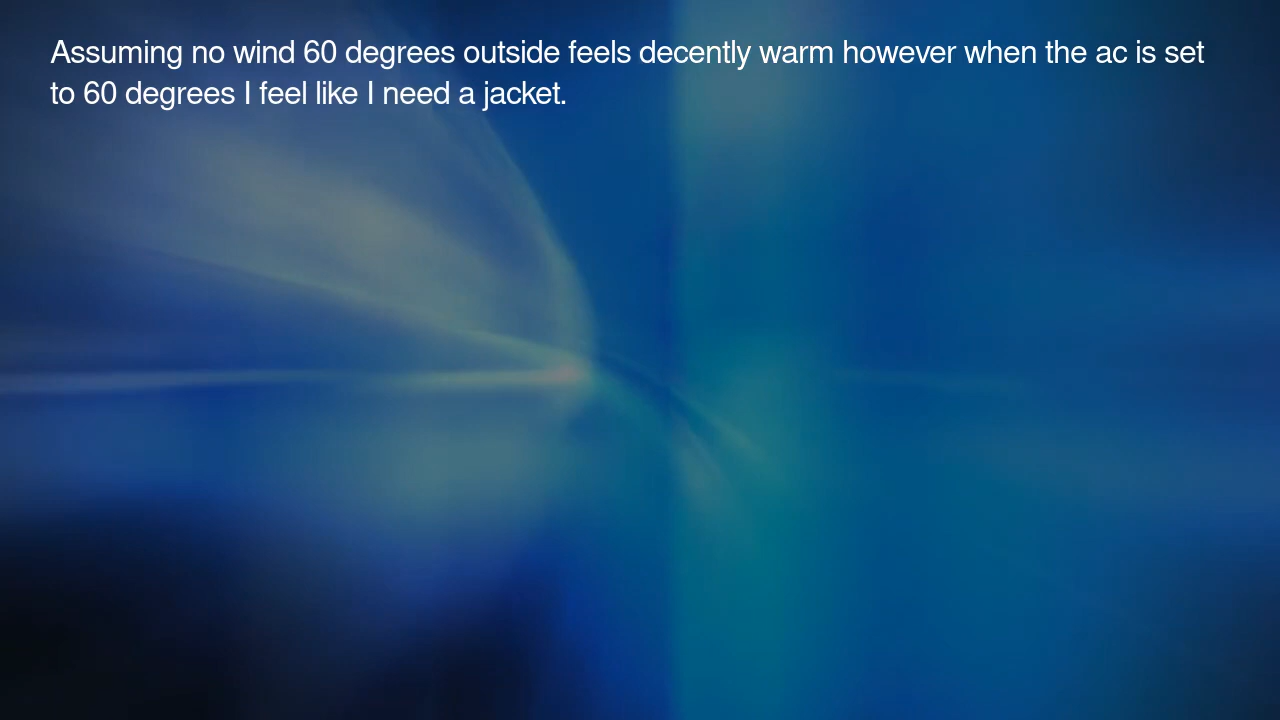 Assuming no wind 60 degrees outside feels decently warm however when the ac is set
to 60 degrees I feel like I need a jacket.